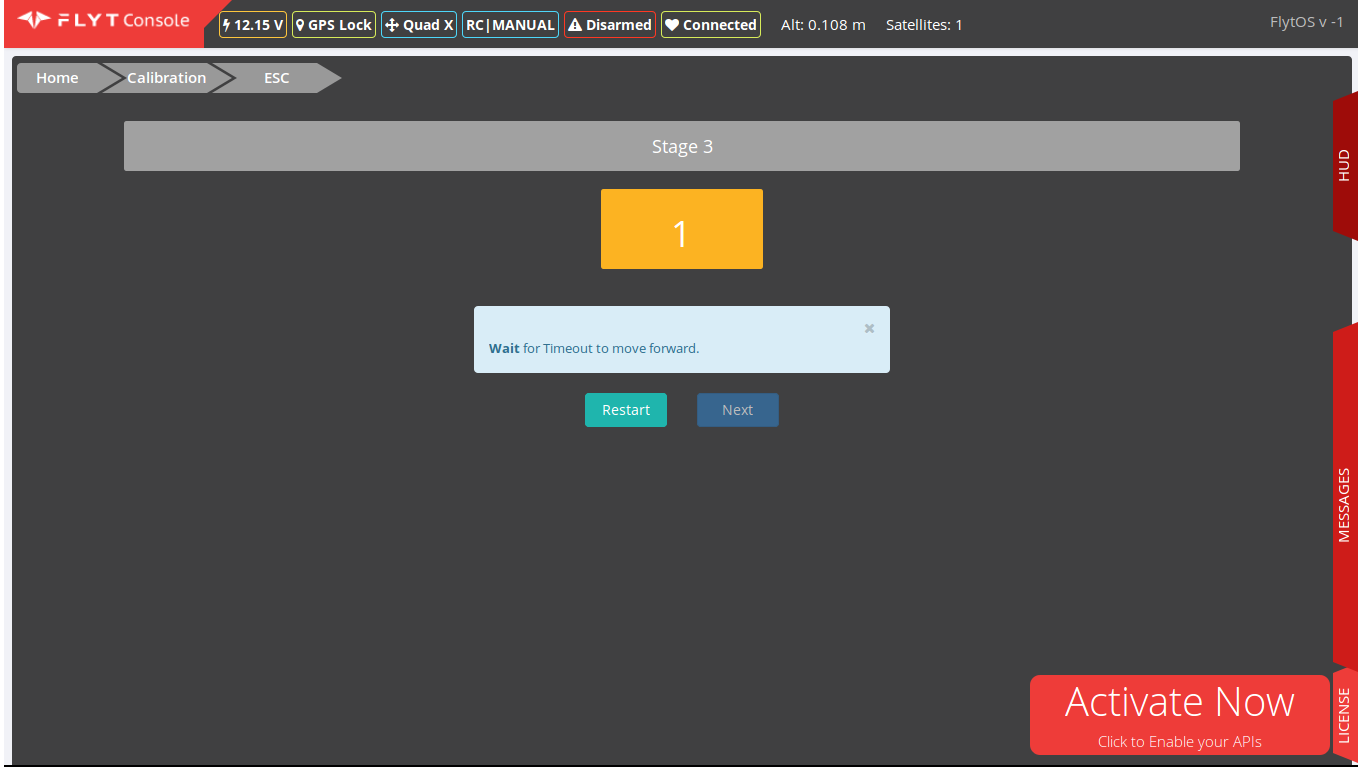 FLYT Console
12.15 V
GPS Lock
Quad X
RC|MANUAL
Disarmed
Connected
Alt: 0.108 m
Satellites: 1
FlytOS v -1
Home
Calibration
ESC
Stage 3
1
Wait for Timeout to move forward.
Restart
Next
HUD
MESSAGES
LICENSE
Activate Now
Click to Enable your APIs